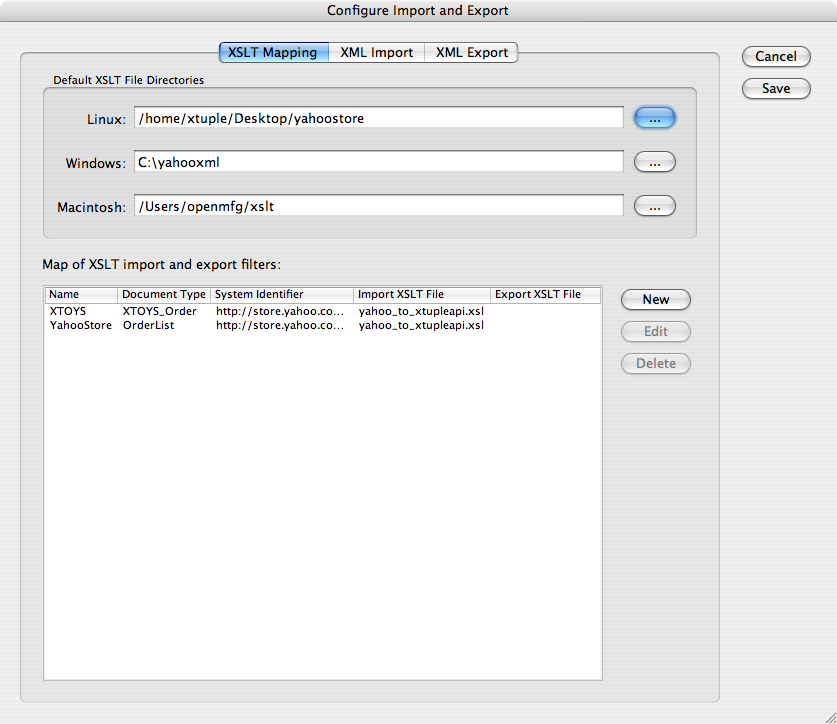 Configure Import and Export
XSLT Mapping XML Import XML Export
Cancel
Save
Default XSLT File Directories
Linux: /home/xtuple/Desktop/yahoostore ...
Windows: C:\yahooxml ...
Macintosh: /Users/openmfg/xslt ...
Map of XSLT import and export filters:
Name Document Type System Identifier Import XSLT File Export XSLT File
XTOYS XTOYS_Order http://store.yahoo.co... yahoo_to_xtupleapi.xsl
YahooStore OrderList http://store.yahoo.co... yahoo_to_xtupleapi.xsl
New
Edit
Delete